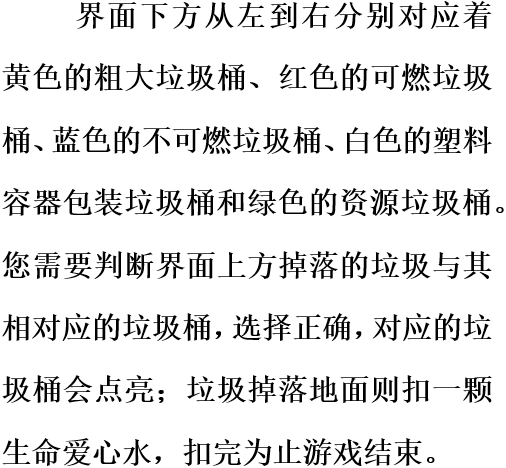 界面下方从左到右分别对应着
黄色的粗大垃圾桶、红色的可燃垃圾
桶、蓝色的不可燃垃圾桶、白色的塑料
容器包装垃圾桶和绿色的资源垃圾桶。
您需要判断界面上方掉落的垃圾与其
相对应的垃圾桶，选择正确，对应的垃
圾桶会点亮；垃圾掉落地面则扣一颗
生命爱心水，扣完为止游戏结束。